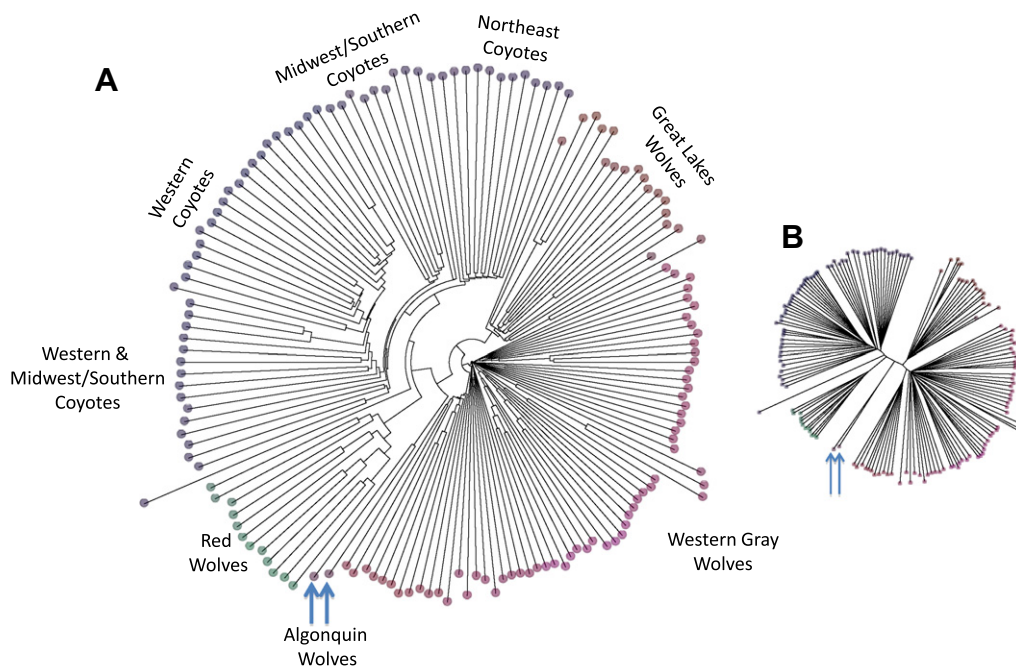 A
Midwest/Southern
Coyotes
Northeast
Coyotes
Great Lakes
Wolves
Western
Coyotes
B
Western &
Midwest/Southern
Coyotes
Red
Wolves
Western Gray
Wolves
Algonquin
Wolves